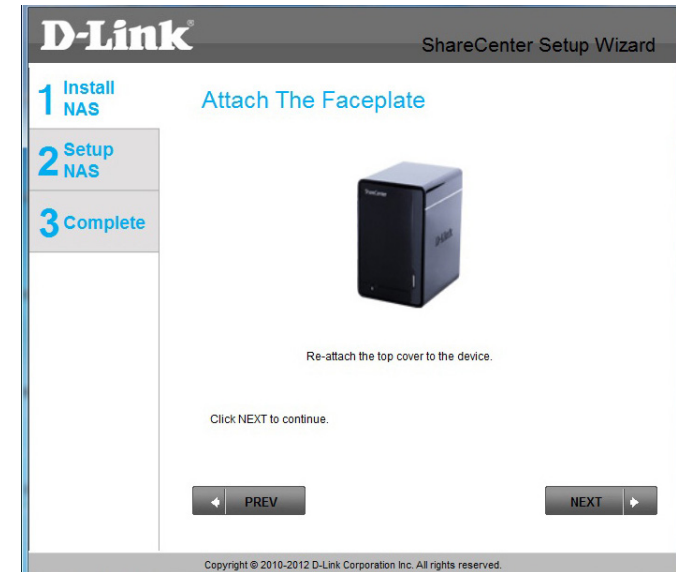 D-Link®
ShareCenter Setup Wizard
1 Install
NAS
2 Setup
NAS
3 Complete
Attach The Faceplate
ShareCenter
D-Link
Re-attach the top cover to the device.
Click NEXT to continue.
PREV
NEXT
Copyright © 2010-2012 D-Link Corporation Inc. All rights reserved.